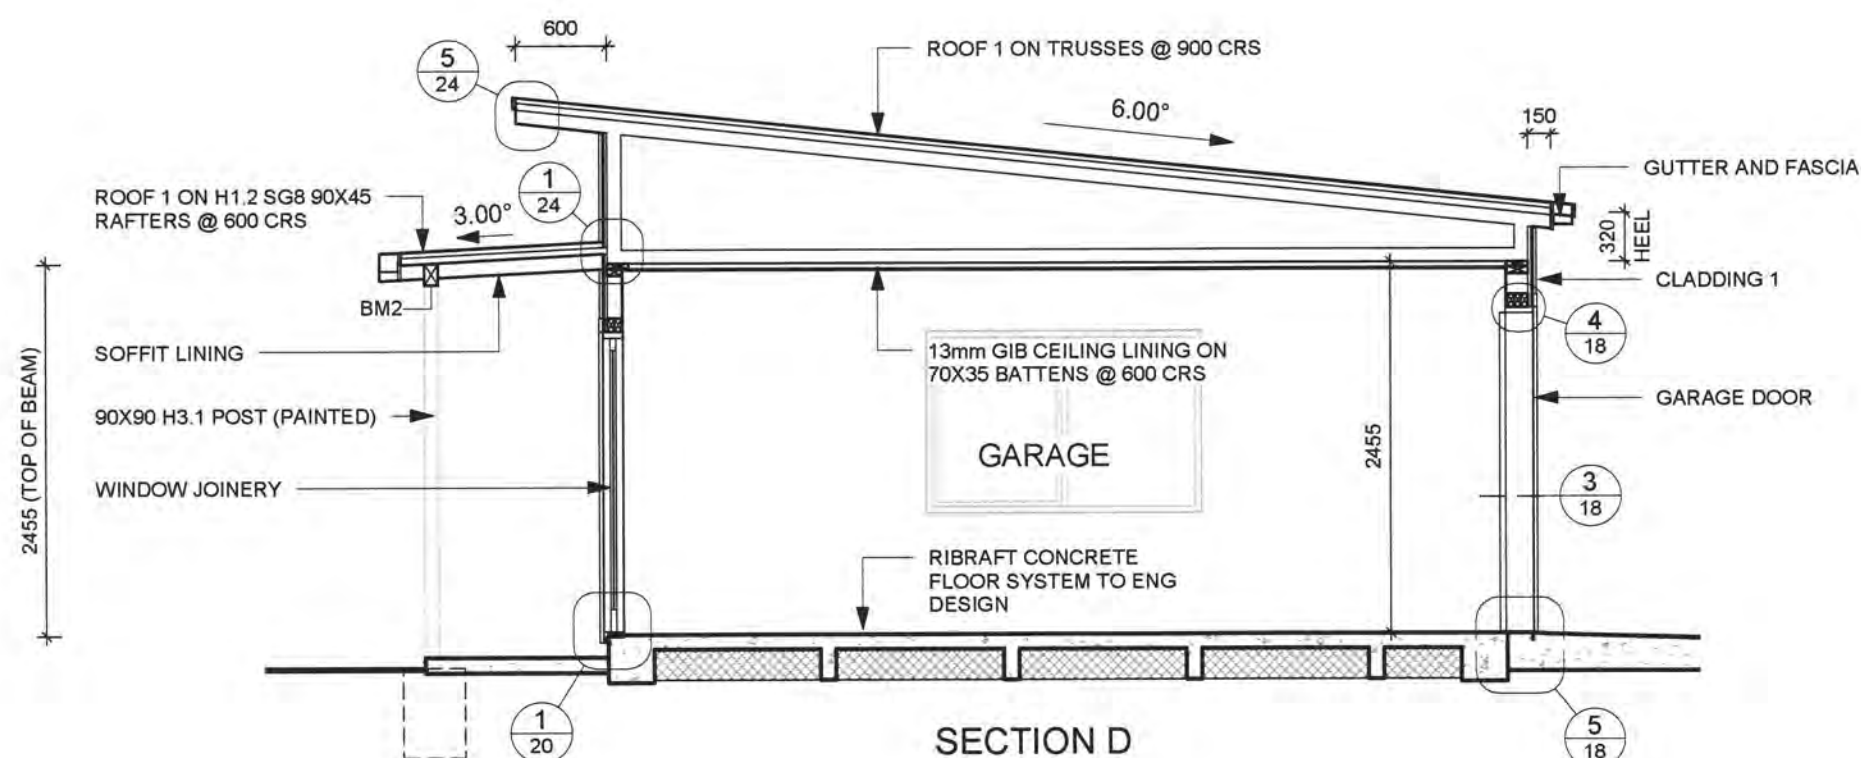 600
5
24
ROOF 1 ON TRUSSES @ 900 CRS
6.00°
150
GUTTER AND FASCIA
1
24
ROOF 1 ON H1.2 SG8 90X45
RAFTERS @ 600 CRS
3.00°
320
HEEL
CLADDING 1
BM2
4
18
SOFFIT LINING
13mm GIB CEILING LINING ON
70X35 BATTENS @ 600 CRS
2455 (TOP OF BEAM)
90X90 H3.1 POST (PAINTED)
GARAGE DOOR
2455
GARAGE
WINDOW JOINERY
3
18
RIBRAFT CONCRETE
FLOOR SYSTEM TO ENG
DESIGN
1
20
SECTION D
5
18